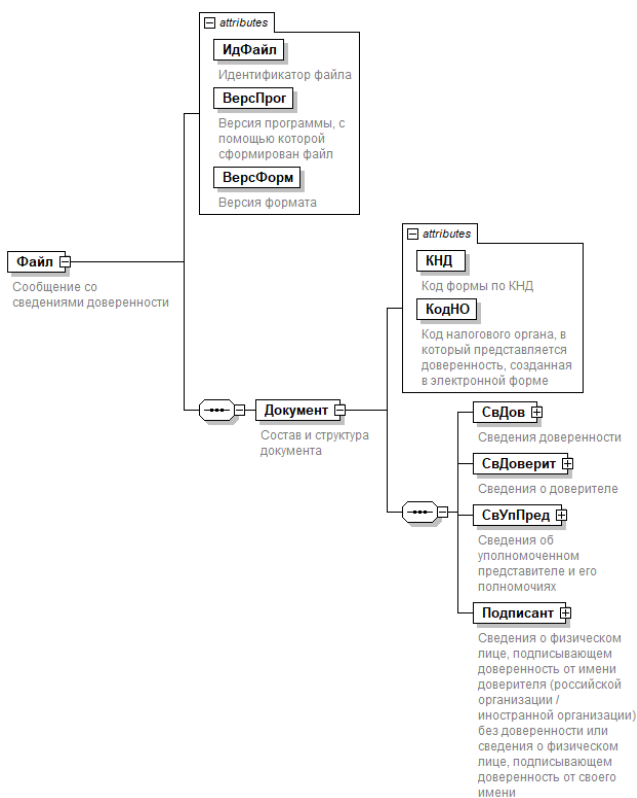 attributes
ИдФайл
Идентификатор файла
ВерсПрог
Версия программы, с
помощью которой
сформирован файл
ВерсФорм
Версия формата
Файл
Сообщение со
сведениями доверенности
attributes
КНД
Код формы по КНД
КодНО
Код налогового органа, в
который представляется
доверенность, созданная
в электронной форме
Документ
Состав и структура
документа
СвДов
Сведения доверенности
СвДоверит
Сведения о доверителе
СвУпПред
Сведения об
уполномоченном
представителе и его
полномочиях
Подписант
Сведения о физическом
лице, подписывающем
доверенность от имени
доверителя (российской
организации /
иностранной организации)
без доверенности или
сведения о физическом
лице, подписывающем
доверенность от своего
имени